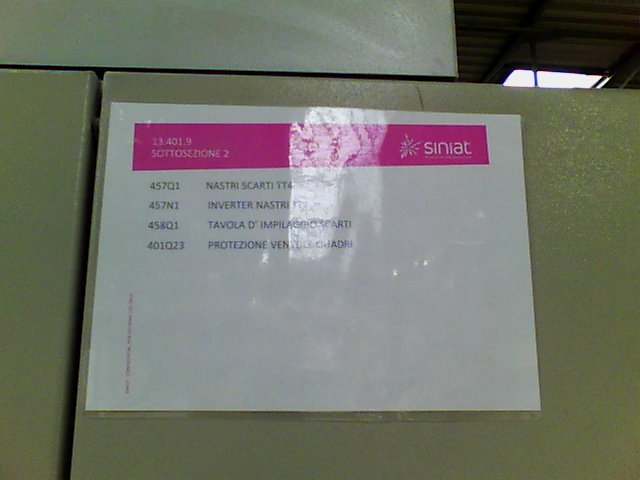 13.401.9
SOTTOSEZIONE 2
siniat
457Q1 NASTRI SCARTI TT4
457N1 INVERTER NASTRI
458Q1 TAVOLA D' IMPILAGGIO SCARTI
401Q23 PROTEZIONE VENTOLE QUADRI